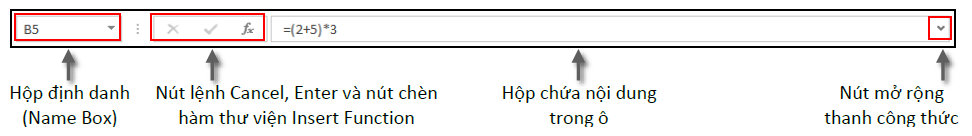 B5 fx =(2+5)*3
Hộp định danh
(Name Box)
Nút lệnh Cancel, Enter và nút chèn
hàm thư viện Insert Function
Hộp chứa nội dung
trong ô
Nút mở rộng
thanh công thức